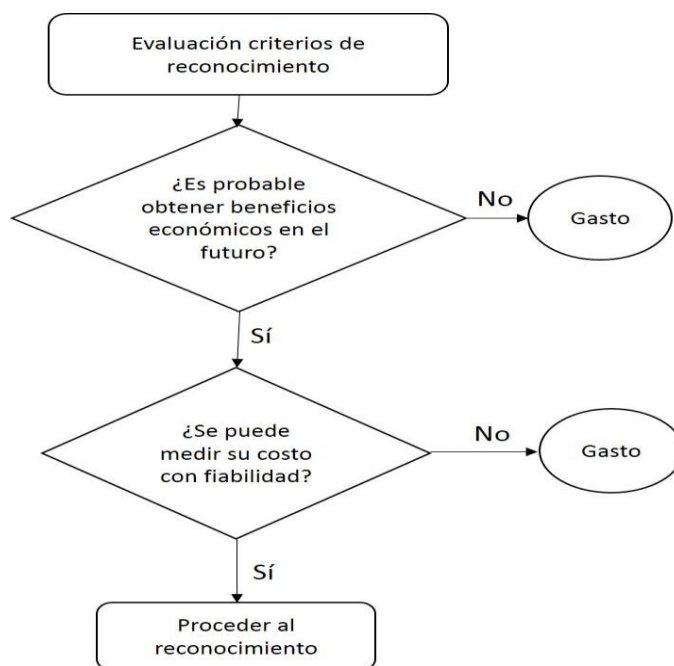 Evaluación criterios de
reconocimiento
¿Es probable
obtener beneficios
económicos en el
futuro?
No
Gasto
Sí
¿Se puede
medir su costo
con fiabilidad?
No
Gasto
Sí
Proceder al
reconocimiento